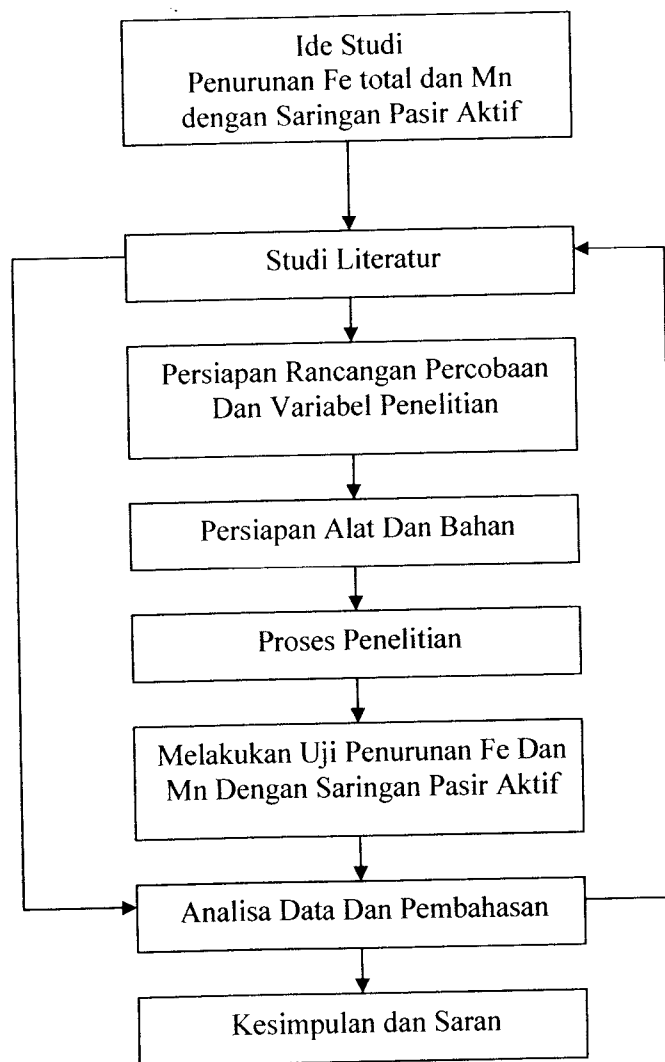 Ide Studi
Penurunan Fe total dan Mn
dengan Saringan Pasir Aktif
Studi Literatur
Persiapan Rancangan Percobaan
Dan Variabel Penelitian
Persiapan Alat Dan Bahan
Proses Penelitian
Melakukan Uji Penurunan Fe Dan
Mn Dengan Saringan Pasir Aktif
Analisa Data Dan Pembahasan
Kesimpulan dan Saran